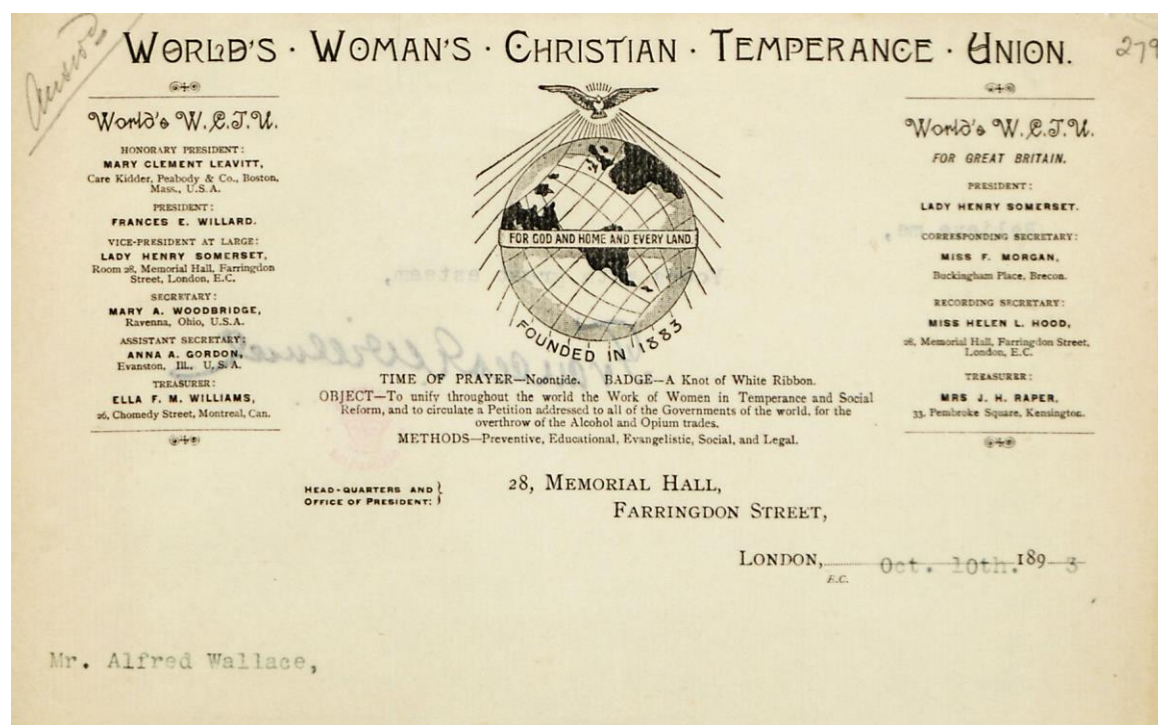 Answd
WORLD'S · WOMAN'S · CHRISTIAN · TEMPERANCE · UNION.
279
World's W.C.T.U.
HONORARY PRESIDENT:
MARY CLEMENT LEAVITT,
Care Kidder, Peabody & Co., Boston,
Mass., U.S.A.
PRESIDENT:
FRANCES E. WILLARD.
VICE-PRESIDENT AT LARGE:
LADY HENRY SOMERSET,
Room 28, Memorial Hall, Farringdon
Street, London, E.C.
SECRETARY:
MARY A. WOODBRIDGE,
Ravenna, Ohio, U.S.A.
ASSISTANT SECRETARY:
ANNA A. GORDON,
Evanston, Ill., U.S.A.
TREASURER:
ELLA F. M. WILLIAMS,
26, Chomedy Street, Montreal, Can.
FOR GOD AND HOME AND EVERY LAND.
FOUNDED IN 1883
TIME OF PRAYER—Noontide. BADGE—A Knot of White Ribbon.
OBJECT—To unify throughout the world the Work of Women in Temperance and Social
Reform, and to circulate a Petition addressed to all of the Governments of the world, for the
overthrow of the Alcohol and Opium trades.
METHODS—Preventive, Educational, Evangelistic, Social, and Legal.
World's W.C.T.U.
FOR GREAT BRITAIN.
PRESIDENT:
LADY HENRY SOMERSET.
CORRESPONDING SECRETARY:
MISS F. MORGAN,
Buckingham Place, Brecon.
RECORDING SECRETARY:
MISS HELEN L. HOOD,
28, Memorial Hall, Farringdon Street,
London, E.C.
TREASURER:
MRS J. H. RAPER,
33, Pembroke Square, Kensington.
HEAD-QUARTERS AND
OFFICE OF PRESIDENT:
28, MEMORIAL HALL,
FARRINGDON STREET,
LONDON, Oct. 10th. 1893
E.C.
Mr. Alfred Wallace,